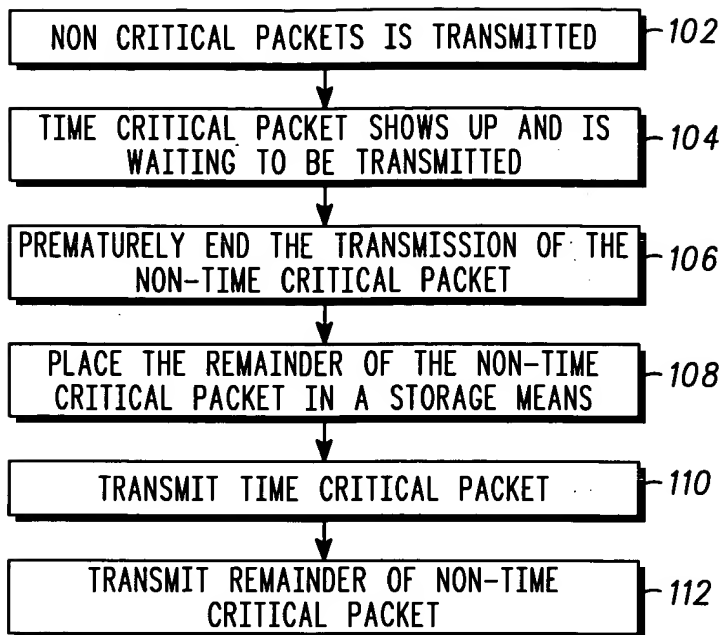 NON CRITICAL PACKETS IS TRANSMITTED
102
TIME CRITICAL PACKET SHOWS UP AND IS
WAITING TO BE TRANSMITTED
104
PREMATURELY END THE TRANSMISSION OF THE
NON-TIME CRITICAL PACKET
106
PLACE THE REMAINDER OF THE NON-TIME
CRITICAL PACKET IN A STORAGE MEANS
108
TRANSMIT TIME CRITICAL PACKET
110
TRANSMIT REMAINDER OF NON-TIME
CRITICAL PACKET
112